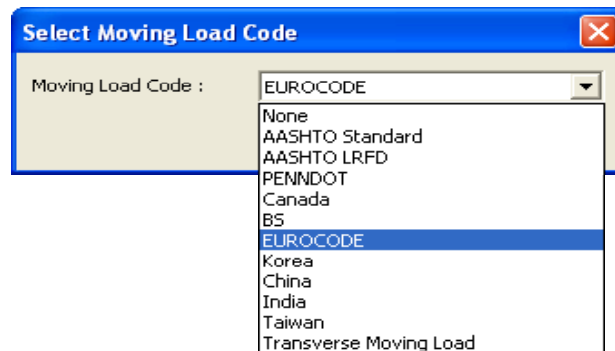 Select Moving Load Code
Moving Load Code : EUROCODE
None
AASHTO Standard
AASHTO LRFD
PENNDOT
Canada
BS
EUROCODE
Korea
China
India
Taiwan
Transverse Moving Load